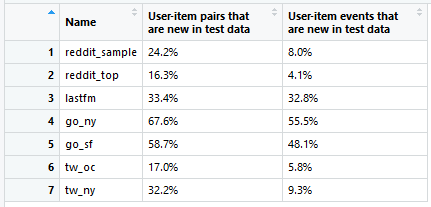 Name User-item pairs that are new in test data User-item events that are new in test data
1 reddit_sample 24.2% 8.0%
2 reddit_top 16.3% 4.1%
3 lastfm 33.4% 32.8%
4 go_ny 67.6% 55.5%
5 go_sf 58.7% 48.1%
6 tw_oc 17.0% 5.8%
7 tw_ny 32.2% 9.3%